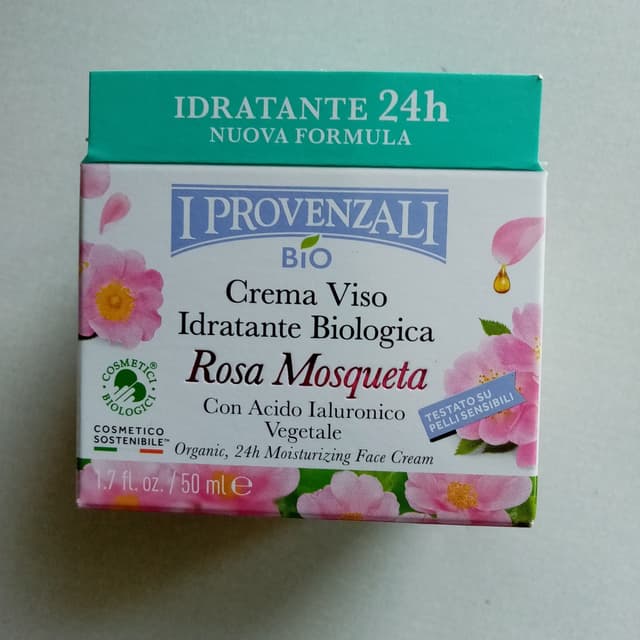 IDRATANTE 24h
NUOVA FORMULA
I PROVENZALI
BIO
Crema Viso
Idratante Biologica
Rosa Mosqueta
Con Acido Ialuronico
Vegetale
Organic, 24h Moisturizing Face Cream
TESTATO SU
PELLI SENSIBILI
COSMETICI
BIOLOGICI
®
COSMETICO
SOSTENIBILE™
1.7 fl. oz. / 50 ml ℮